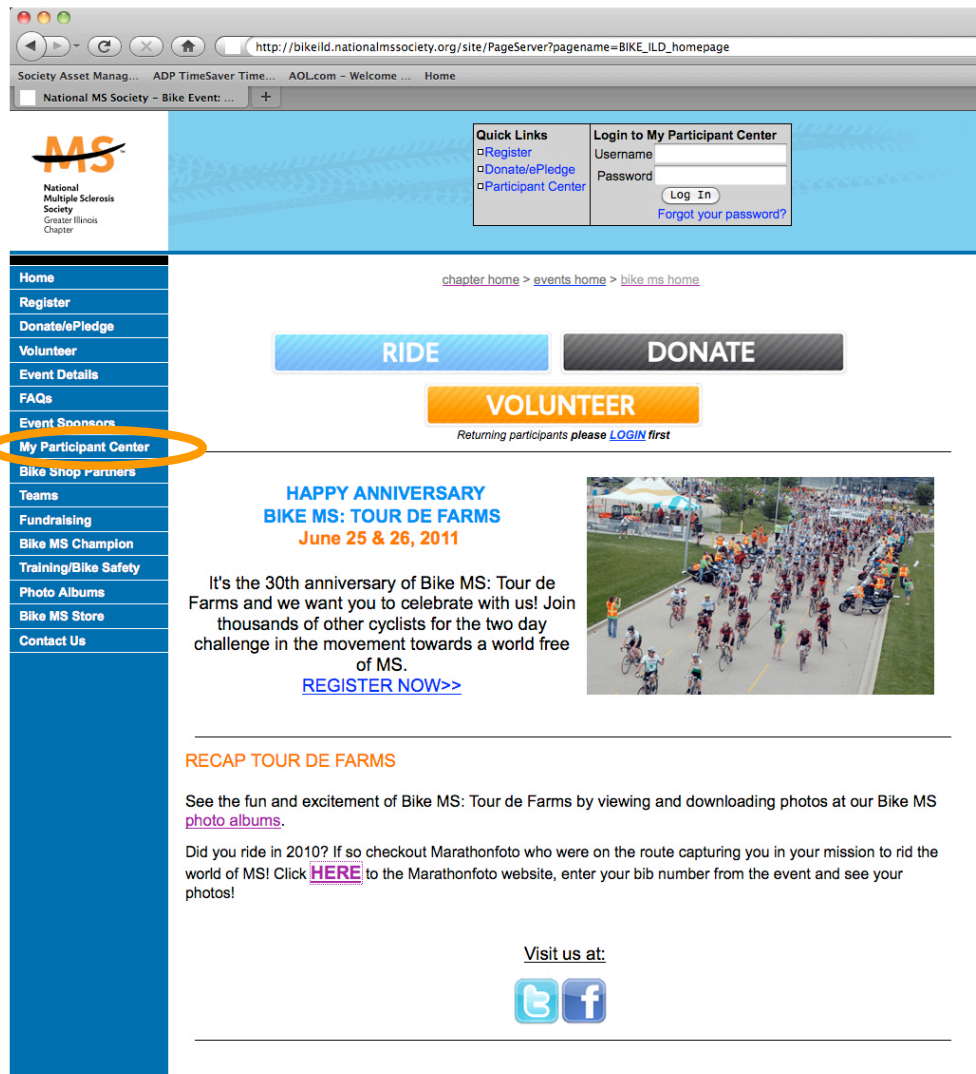 http://bikeild.nationalmssociety.org/site/PageServer?pagename=BIKE_ILD_homepage
Society Asset Manag... ADP TimeSaver Time... AOL.com – Welcome ... Home
National MS Society – Bike Event: ... +
MS™
National
Multiple Sclerosis
Society
Greater Illinois
Chapter
Quick Links
Register
Donate/ePledge
Participant Center
Login to My Participant Center
Username
Password
Log In
Forgot your password?
Home
Register
Donate/ePledge
Volunteer
Event Details
FAQs
Event Sponsors
My Participant Center
Bike Shop Partners
Teams
Fundraising
Bike MS Champion
Training/Bike Safety
Photo Albums
Bike MS Store
Contact Us
chapter home > events home > bike ms home
RIDE
DONATE
VOLUNTEER
Returning participants please LOGIN first
HAPPY ANNIVERSARY
BIKE MS: TOUR DE FARMS
June 25 & 26, 2011
It's the 30th anniversary of Bike MS: Tour de
Farms and we want you to celebrate with us! Join
thousands of other cyclists for the two day
challenge in the movement towards a world free
of MS.
REGISTER NOW>>
RECAP TOUR DE FARMS
See the fun and excitement of Bike MS: Tour de Farms by viewing and downloading photos at our Bike MS
photo albums.
Did you ride in 2010? If so checkout Marathonfoto who were on the route capturing you in your mission to rid the
world of MS! Click HERE to the Marathonfoto website, enter your bib number from the event and see your
photos!
Visit us at:
t f